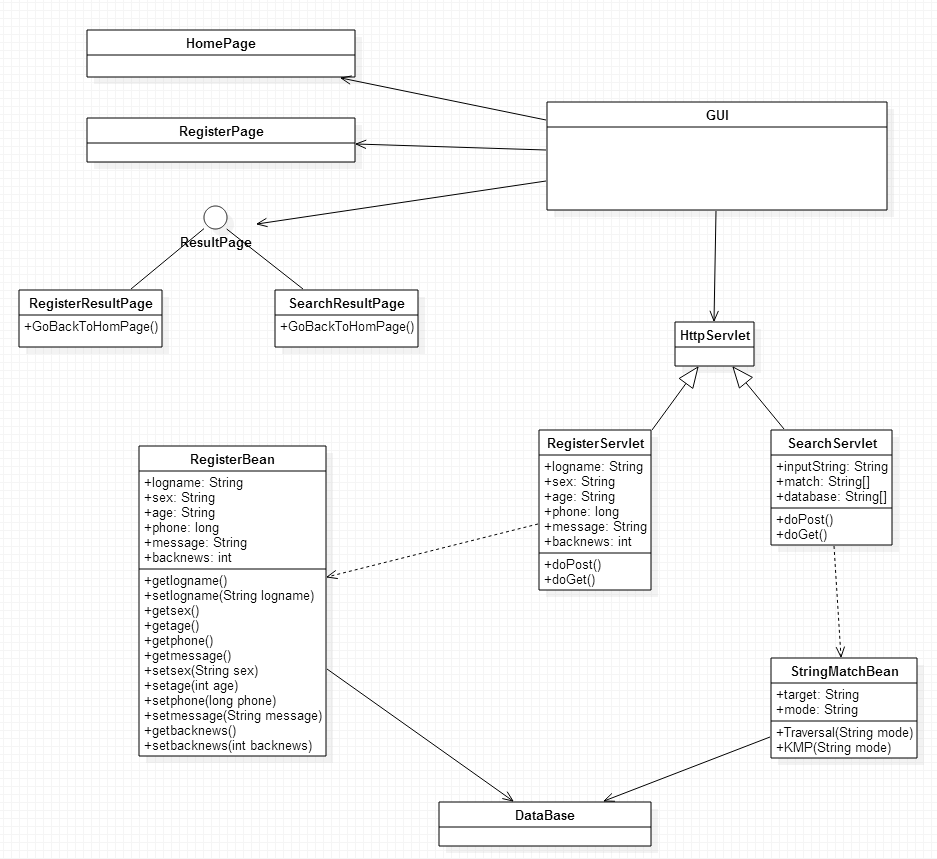 HomePage
GUI
RegisterPage
ResultPage
RegisterResultPage
+GoBackToHomPage()
SearchResultPage
+GoBackToHomPage()
HttpServlet
RegisterServlet
+logname: String
+sex: String
+age: String
+phone: long
+message: String
+backnews: int
+doPost()
+doGet()
SearchServlet
+inputString: String
+match: String[]
+database: String[]
+doPost()
+doGet()
RegisterBean
+logname: String
+sex: String
+age: String
+phone: long
+message: String
+backnews: int
+getlogname()
+setlogname(String logname)
+getsex()
+getage()
+getphone()
+getmessage()
+setsex(String sex)
+setage(int age)
+setphone(long phone)
+setmessage(String message)
+getbacknews()
+setbacknews(int backnews)
StringMatchBean
+target: String
+mode: String
+Traversal(String mode)
+KMP(String mode)
DataBase